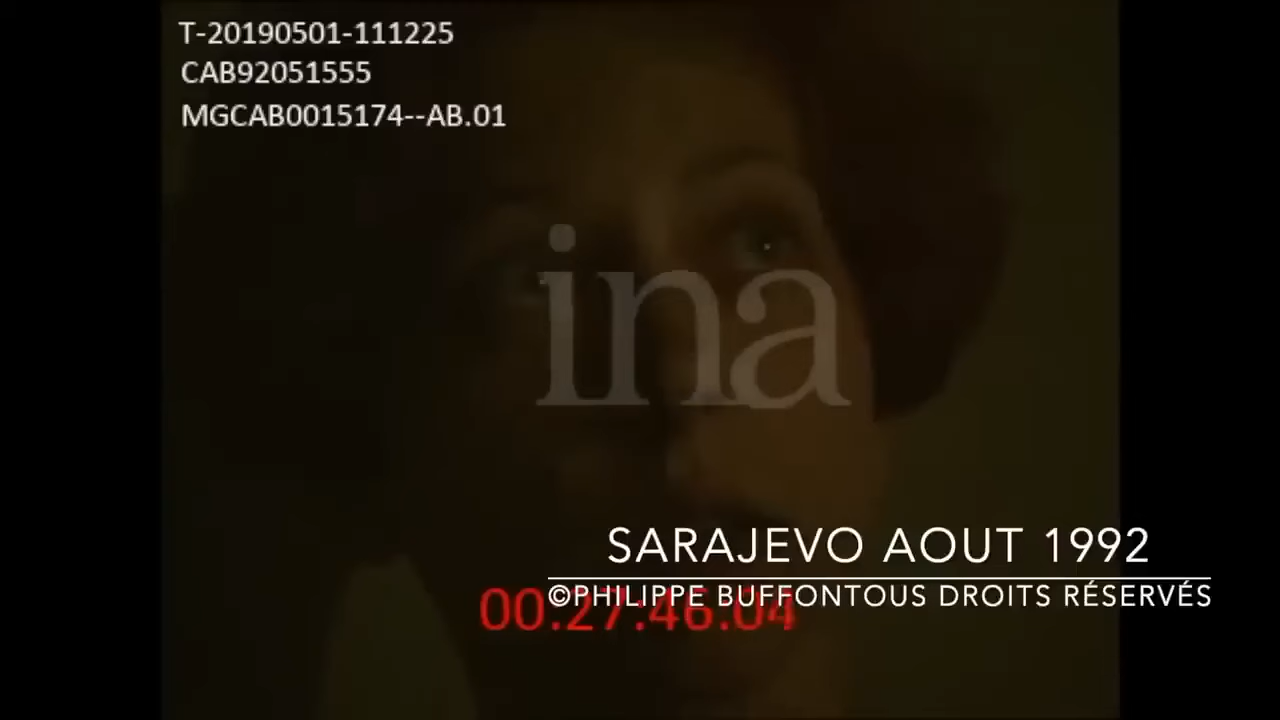 T-20190501-111225
CAB92051555
MGCAB0015174--AB.01
ina
SARAJEVO AOUT 1992
©PHILIPPE BUFFONTOUS DROITS RÉSERVÉS
00:27:46.04